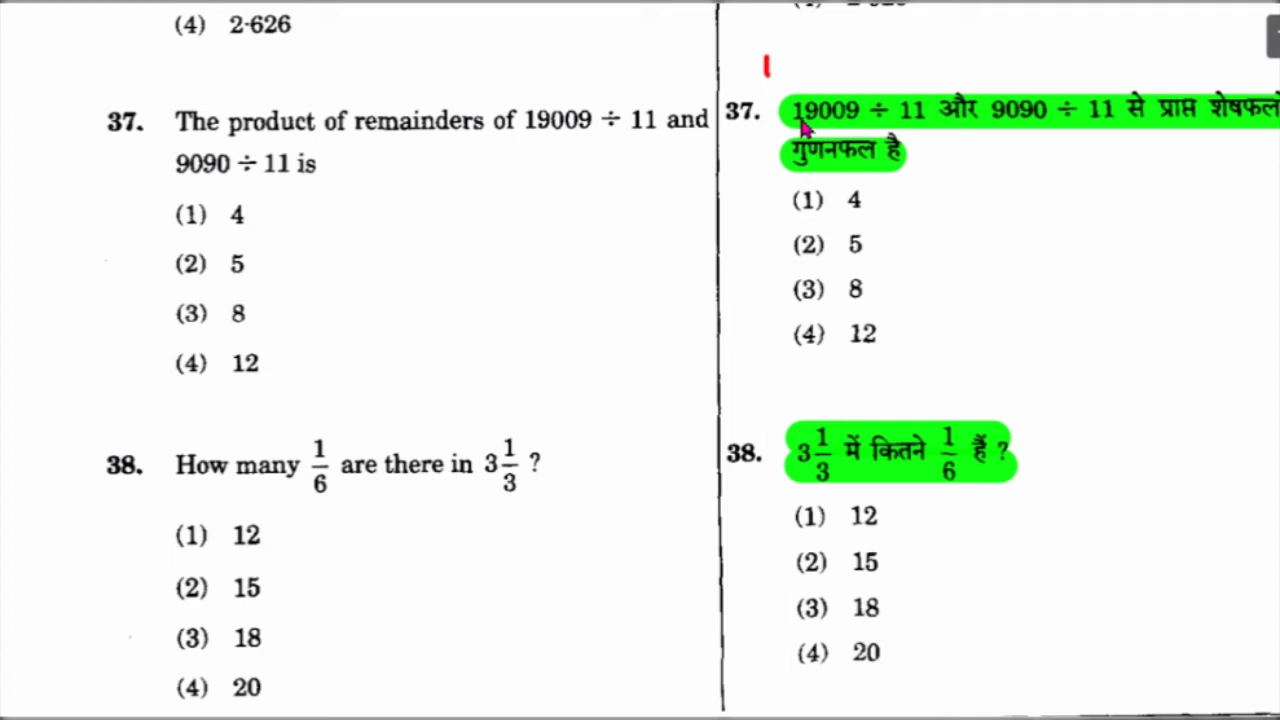 (4) 2·626
37. The product of remainders of 19009 ÷ 11 and
9090 ÷ 11 is
(1) 4
(2) 5
(3) 8
(4) 12
38. How many 1/6 are there in 3 1/3 ?
(1) 12
(2) 15
(3) 18
(4) 20
37. 19009 ÷ 11 और 9090 ÷ 11 से प्राप्त शेषफलों
गुणनफल है
(1) 4
(2) 5
(3) 8
(4) 12
38. 3 1/3 में कितने 1/6 हैं ?
(1) 12
(2) 15
(3) 18
(4) 20